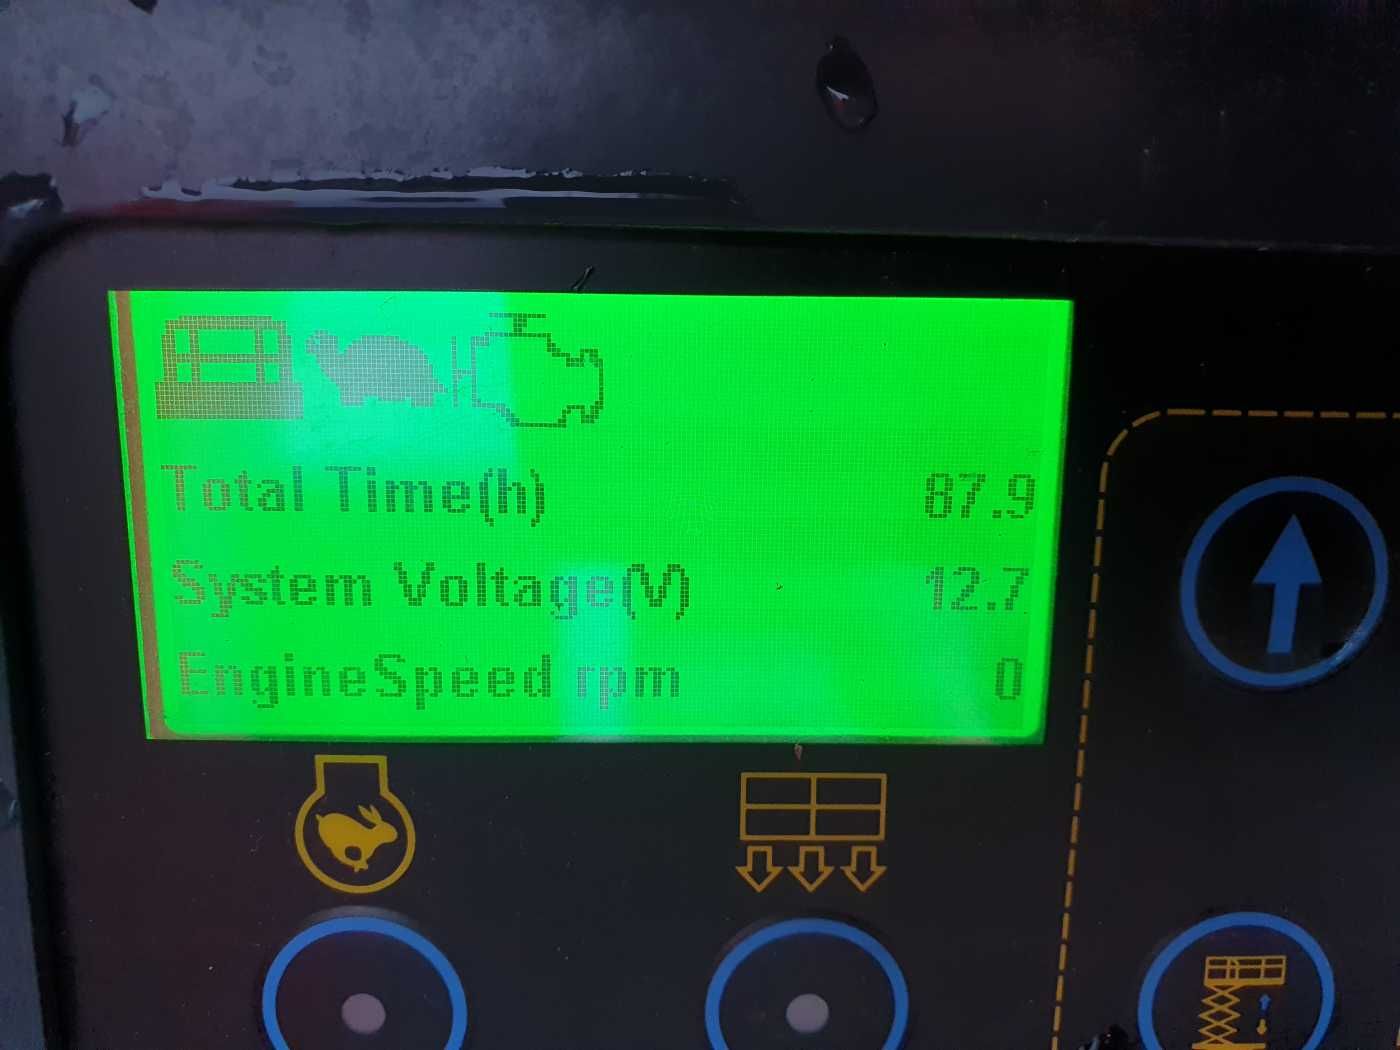 Total Time(h) 87.9
System Voltage(V) 12.7
EngineSpeed rpm 0